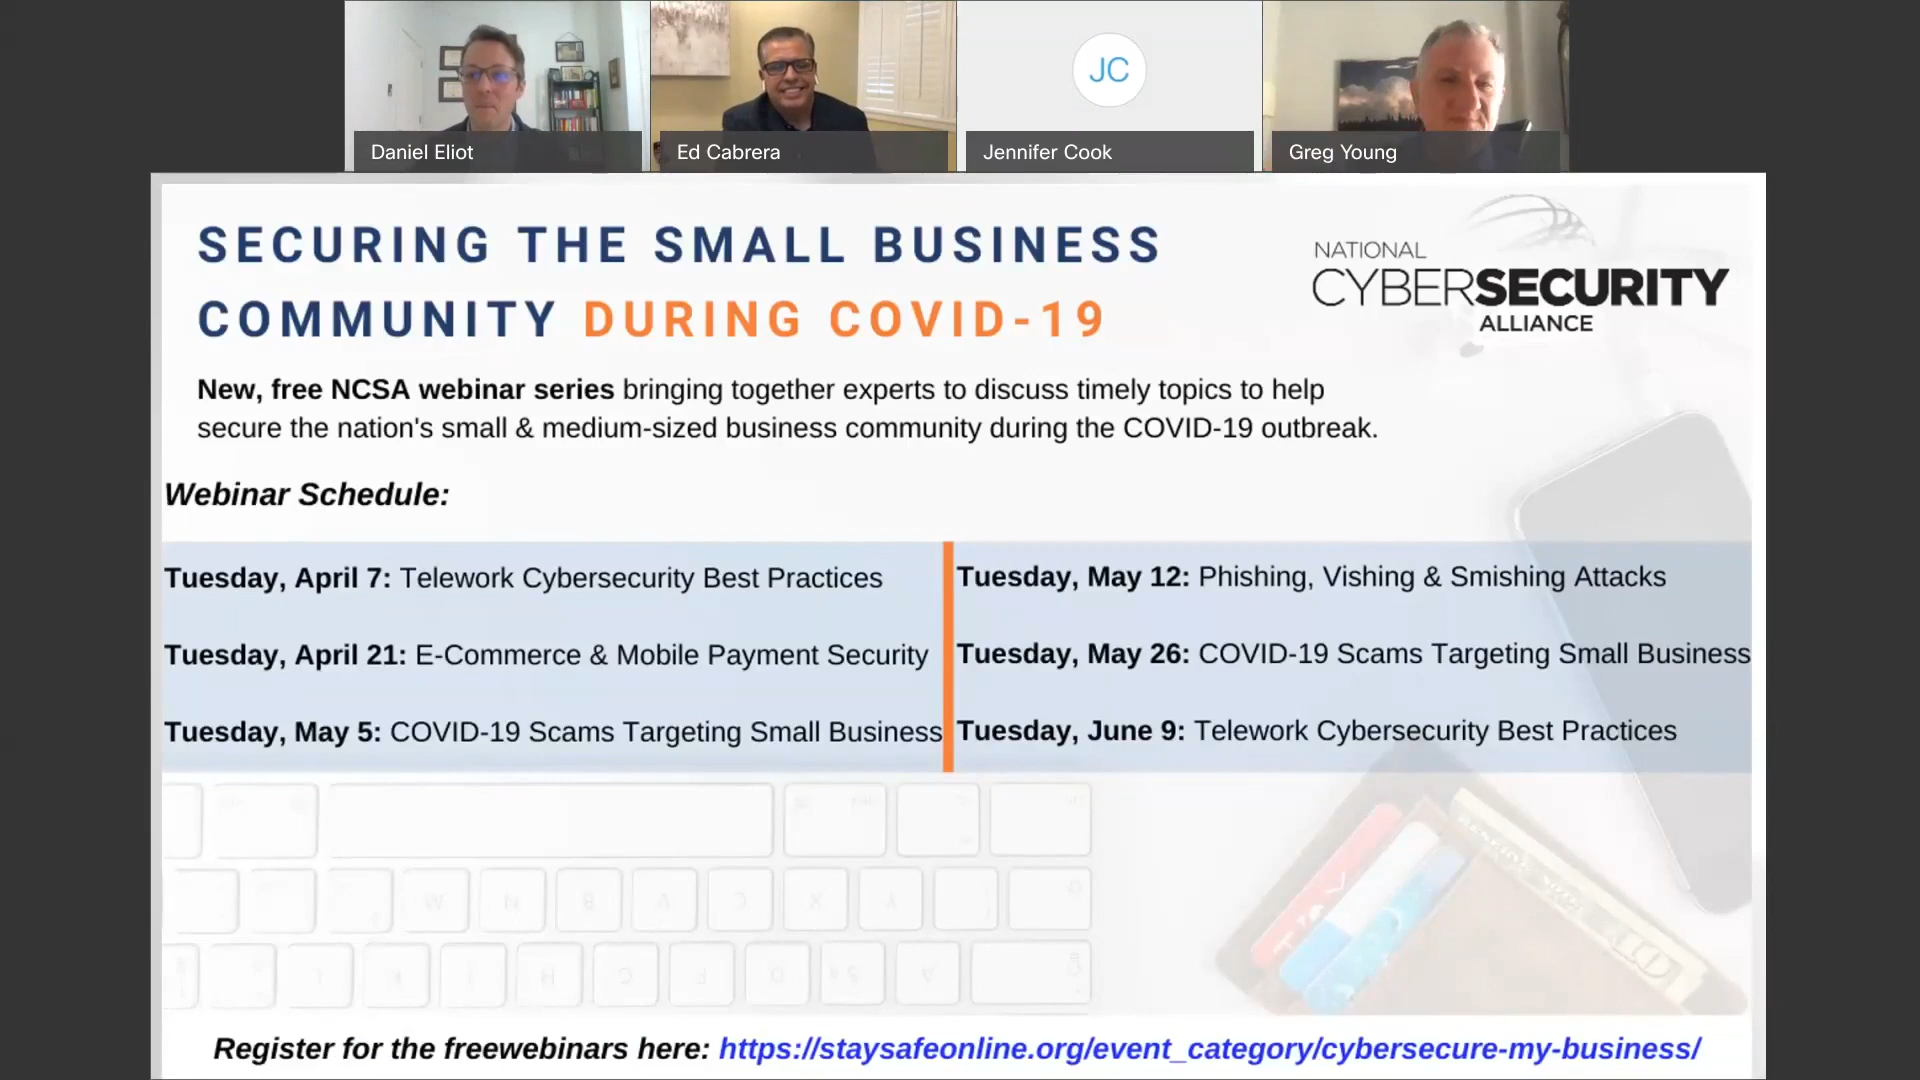 Daniel Eliot
Ed Cabrera
JC
Jennifer Cook
Greg Young
SECURING THE SMALL BUSINESS
COMMUNITY DURING COVID-19
NATIONAL
CYBERSECURITY
ALLIANCE
New, free NCSA webinar series bringing together experts to discuss timely topics to help
secure the nation's small & medium-sized business community during the COVID-19 outbreak.
Webinar Schedule:
Tuesday, April 7: Telework Cybersecurity Best Practices
Tuesday, April 21: E-Commerce & Mobile Payment Security
Tuesday, May 5: COVID-19 Scams Targeting Small Business
Tuesday, May 12: Phishing, Vishing & Smishing Attacks
Tuesday, May 26: COVID-19 Scams Targeting Small Business
Tuesday, June 9: Telework Cybersecurity Best Practices
Register for the freewebinars here: https://staysafeonline.org/event_category/cybersecure-my-business/